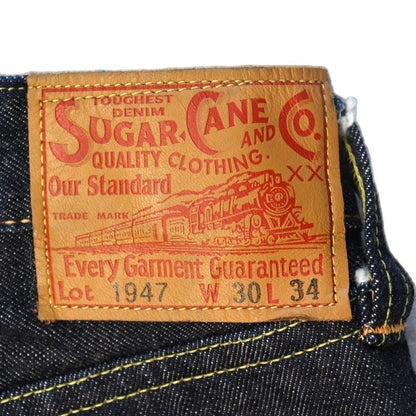 TOUGHEST
DENIM
SUGAR CANE AND CO.
QUALITY CLOTHING.
Our Standard XX
TRADE MARK
Every Garment Guaranteed
Lot 1947 W 30 L 34